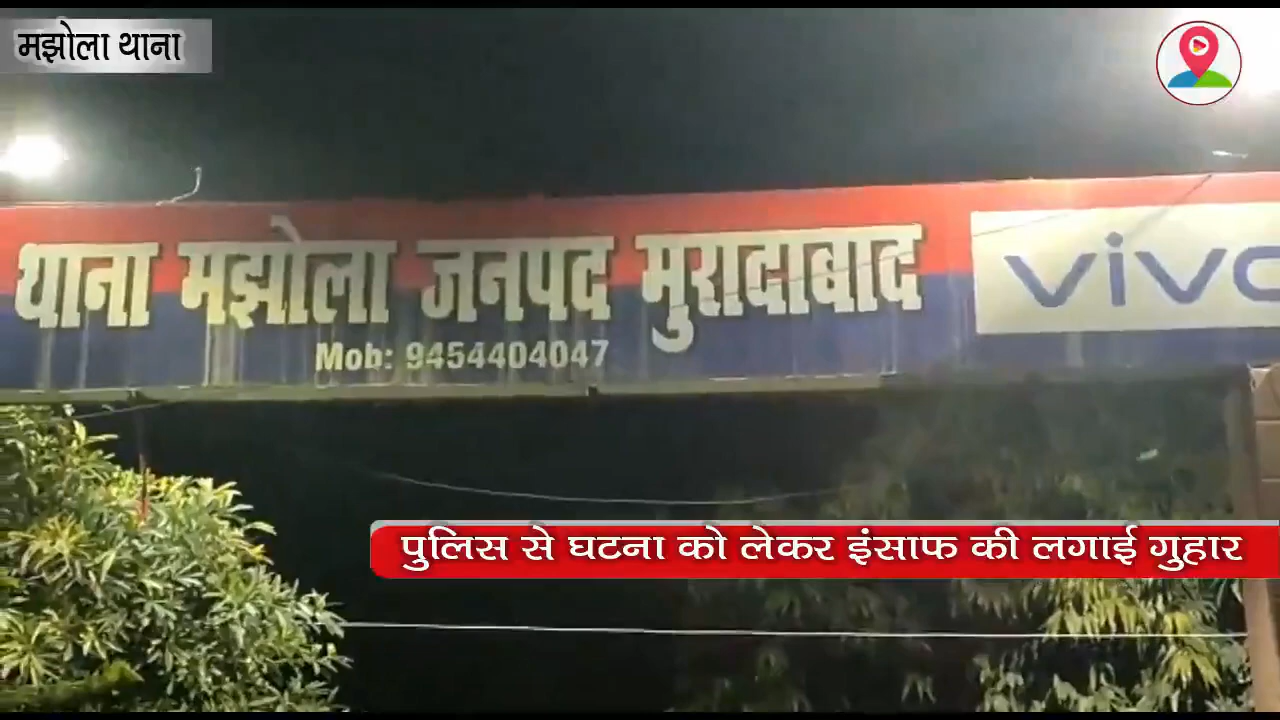 मझोला थाना
थाना मझोला जनपद मुरादाबाद
Mob: 9454404047
vivo
पुलिस से घटना को लेकर इंसाफ की लगाई गुहार